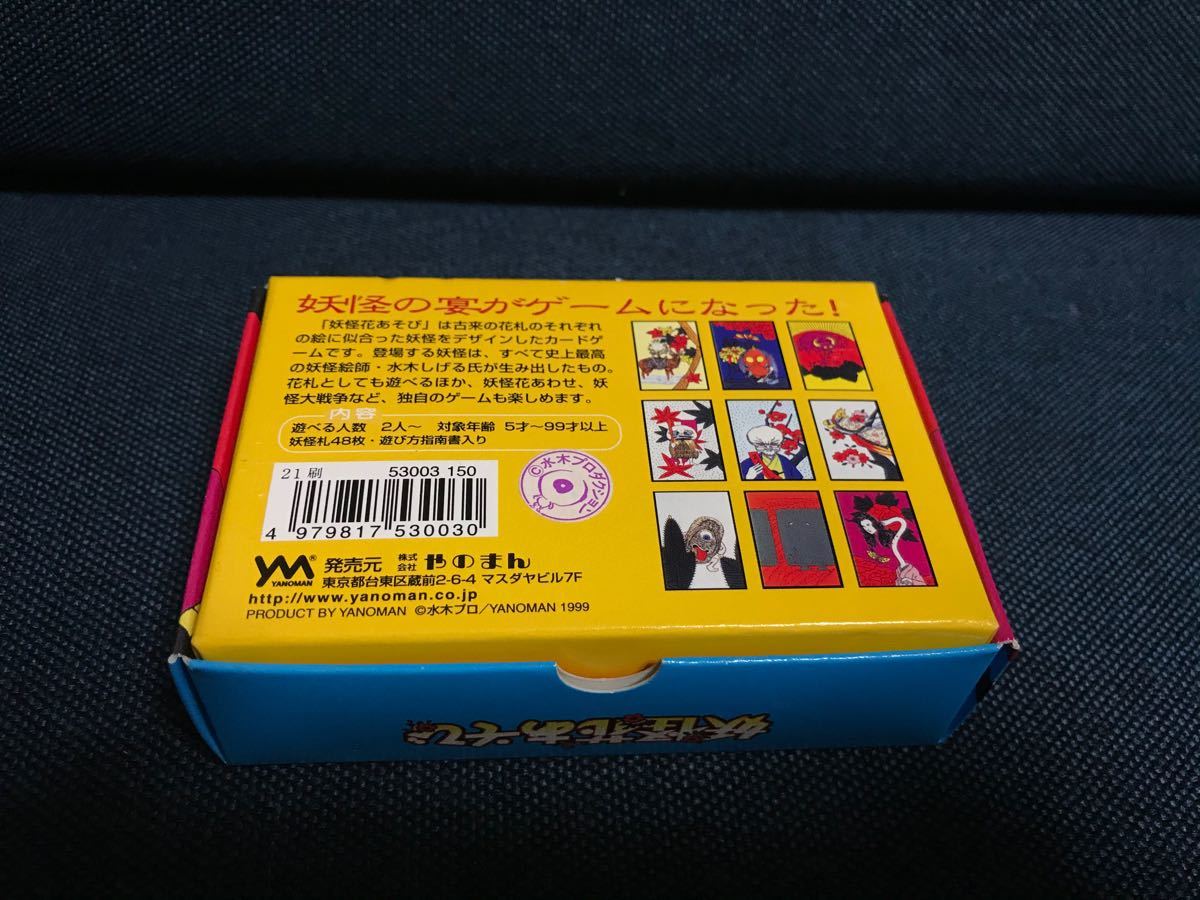 妖怪の宴がゲームになった!
「妖怪花あそび」は古来の花札のそれぞれ
の絵に似合った妖怪をデザインしたカードゲ
ームです。登場する妖怪は、すべて史上最高
の妖怪絵師・水木しげる氏が生み出したもの。
花札としても遊べるほか、妖怪花あわせ、妖
怪大戦争など、独自のゲームも楽しめます。
内容
遊べる人数 2人〜 対象年齢 5才〜99才以上
妖怪札48枚・遊び方指南書入り
21刷 53003 150
4 979817 530030
©水木プロダクション
YM® 発売元 株式会社 やのまん
YANOMAN 東京都台東区蔵前2-6-4 マスダヤビル7F
http://www.yanoman.co.jp
PRODUCT BY YANOMAN ©水木プロ/YANOMAN 1999
妖怪花あそび